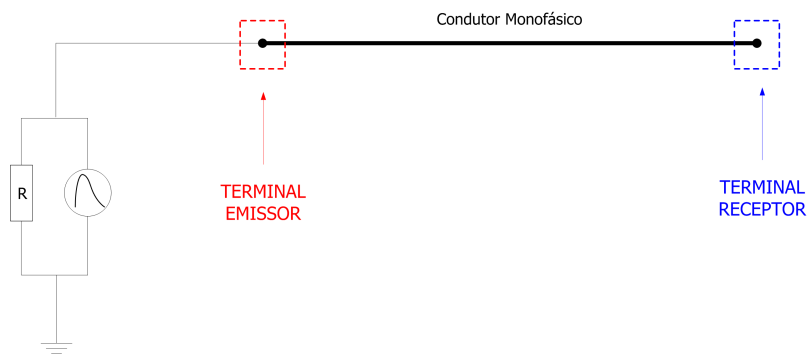 Condutor Monofásico
R
TERMINAL
EMISSOR
TERMINAL
RECEPTOR